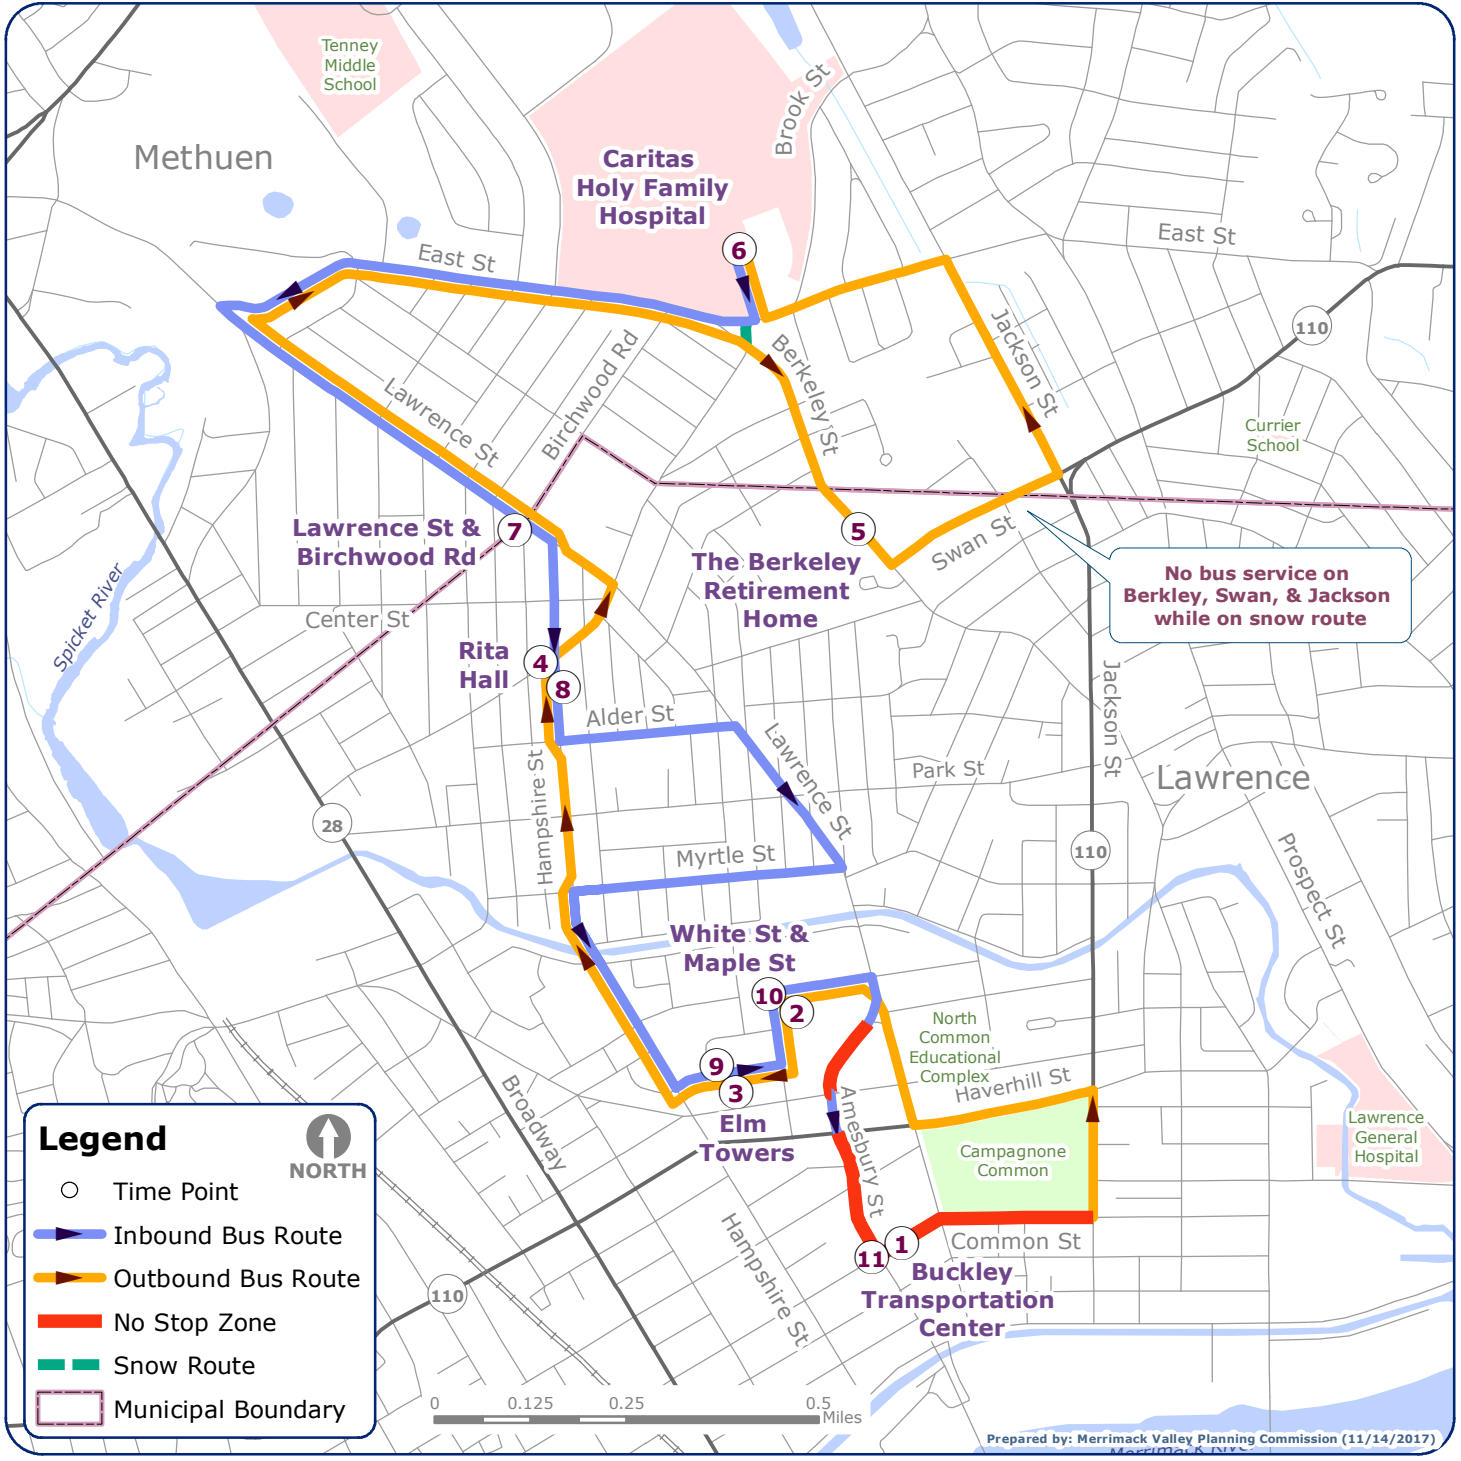 Tenney
Middle
School
Methuen
Brook St
Caritas
Holy Family
Hospital
6
East St
East St
110
Jackson St
Berkeley St
Birchwood Rd
Lawrence St
Currier
School
Lawrence St &
Birchwood Rd
7
5
Swan St
The Berkeley
Retirement
Home
No bus service on
Berkley, Swan, & Jackson
while on snow route
Spicket River
Center St
Rita
Hall
4
8
Alder St
Lawrence St
Jackson St
Park St
Lawrence
28
Hampshire St
Myrtle St
110
Prospect St
White St &
Maple St
10
2
North
Common
Educational
Complex
9
3
Elm
Towers
Haverhill St
Amesbury St
Broadway
Campagnone
Common
Lawrence
General
Hospital
Hampshire St
11
1
Common St
Buckley
Transportation
Center
110
Legend
NORTH
Time Point
Inbound Bus Route
Outbound Bus Route
No Stop Zone
Snow Route
Municipal Boundary
0 0.125 0.25 0.5
Miles
Prepared by: Merrimack Valley Planning Commission (11/14/2017)
Merrimack River